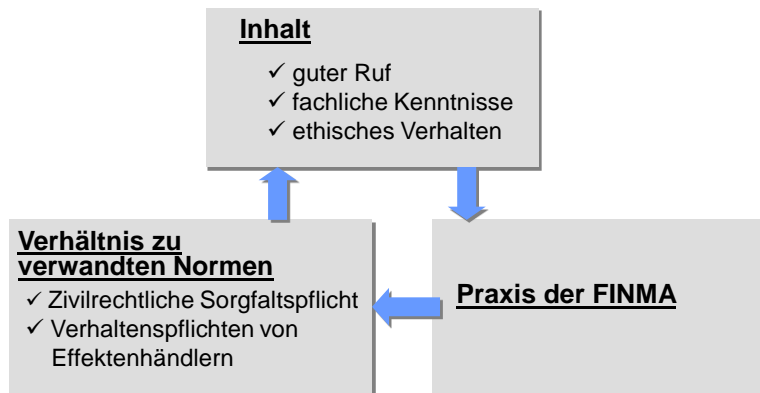 Inhalt
✓ guter Ruf
✓ fachliche Kenntnisse
✓ ethisches Verhalten
Verhältnis zu
verwandten Normen
✓ Zivilrechtliche Sorgfaltspflicht
✓ Verhaltenspflichten von
Effektenhändlern
Praxis der FINMA